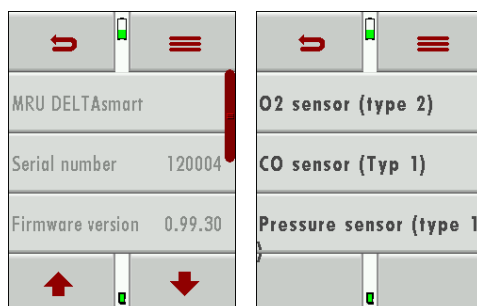 MRU DELTAsmart
Serial number 120004
Firmware version 0.99.30
O2 sensor (type 2)
CO sensor (Typ 1)
Pressure sensor (type 1
)